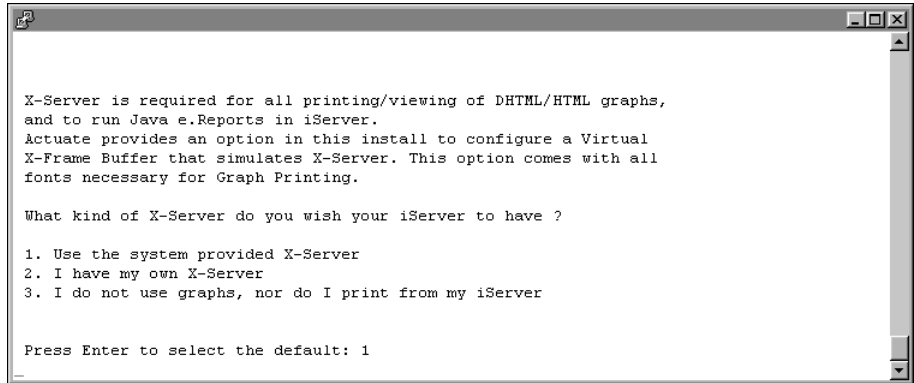 X-Server is required for all printing/viewing of DHTML/HTML graphs,
and to run Java e.Reports in iServer.
Actuate provides an option in this install to configure a Virtual
X-Frame Buffer that simulates X-Server. This option comes with all
fonts necessary for Graph Printing.
What kind of X-Server do you wish your iServer to have ?
1. Use the system provided X-Server
2. I have my own X-Server
3. I do not use graphs, nor do I print from my iServer
Press Enter to select the default: 1